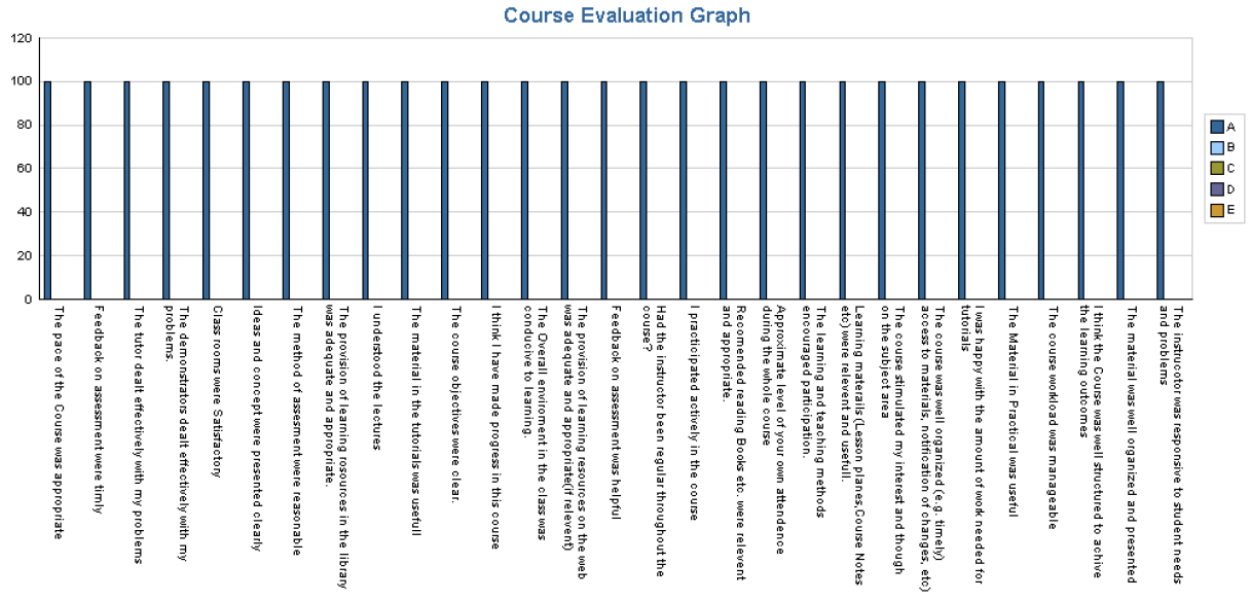 Course Evaluation Graph
120
100
80
60
40
20
0
A
B
C
D
E
The pace of the Course was appropriate
Feedback on assessment were timly
The tutor dealt effectively with my problems
The demonstrators dealt effectively with my
problems.
Class rooms were Satisfactory
Ideas and concept were presented clearly
The method of assesment were reasonable
The provision of learning rosources in the library
was adequate and appropriate.
I understood the lectures
The material in the tutorials was usefull
The course objectives were clear.
I think I have made progress in this course
The Overall enviroment in the class was
conducive to learning.
The provision of learning resources on the web
was adequate and appropriate(if relevent)
Feedback on assessment was helpful
Had the instructor been regular throughout the
course?
I practicipated actively in the course
Recomended reading Books etc. were relevent
and appropriate.
Approximate level of your own attendence
during the whole course
The learning and teaching methods
encouraged participation.
Learning materails (Lesson planes,Course Notes
etc) were relevent and usefull.
The course stimulated my interest and though
on the subject area
The course was well organized (e.g. timely)
access to materials, notification of changes, etc)
I was happy with the amount of work needed for
tutorials
The Material in Practical was useful
The course workload was manageable
I think the Course was well structured to achive
the learning outcomes
The material was well organized and presented
The instrucotor was responsive to student needs
and problems